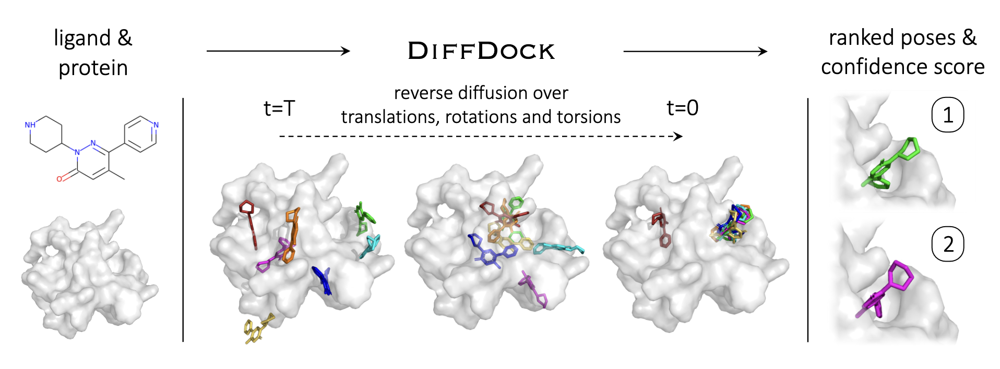 ligand &
protein
DIFFDOCK
ranked poses &
confidence score
reverse diffusion over
translations, rotations and torsions
t=T
t=0
NH
N
N
N
O
1
2